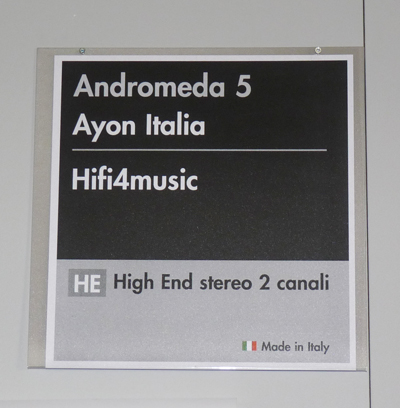 Andromeda 5
Ayon Italia
Hifi4music
HE High End stereo 2 canali
Made in Italy